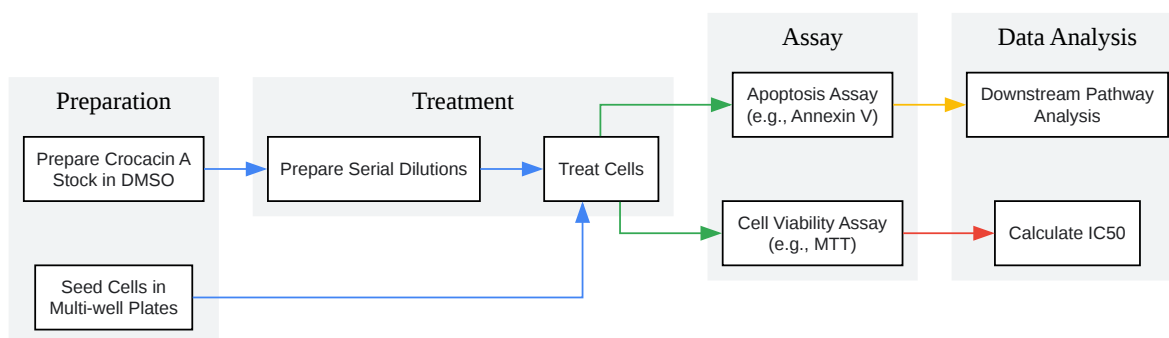 Preparation
Prepare Crocacin A
Stock in DMSO
Seed Cells in
Multi-well Plates
Treatment
Prepare Serial Dilutions
Treat Cells
Assay
Apoptosis Assay
(e.g., Annexin V)
Cell Viability Assay
(e.g., MTT)
Data Analysis
Downstream Pathway
Analysis
Calculate IC50